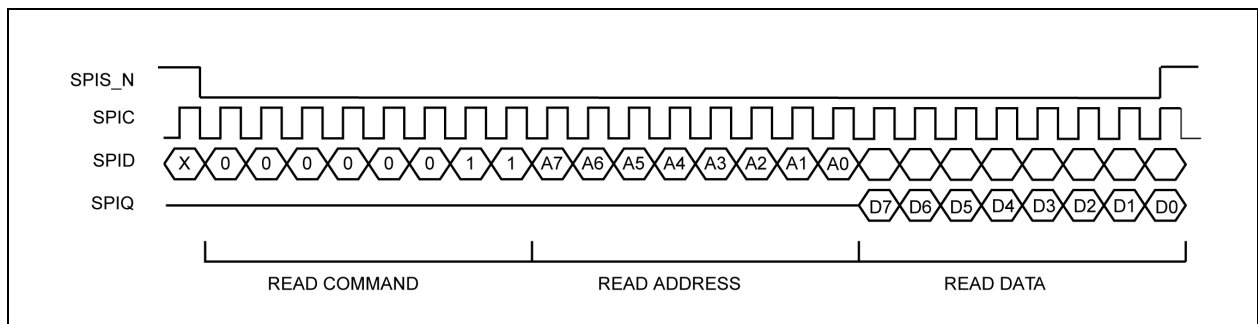 SPIS_N
SPIC
SPID X 0 0 0 0 0 0 1 1 A7 A6 A5 A4 A3 A2 A1 A0
SPIQ D7 D6 D5 D4 D3 D2 D1 D0
READ COMMAND READ ADDRESS READ DATA